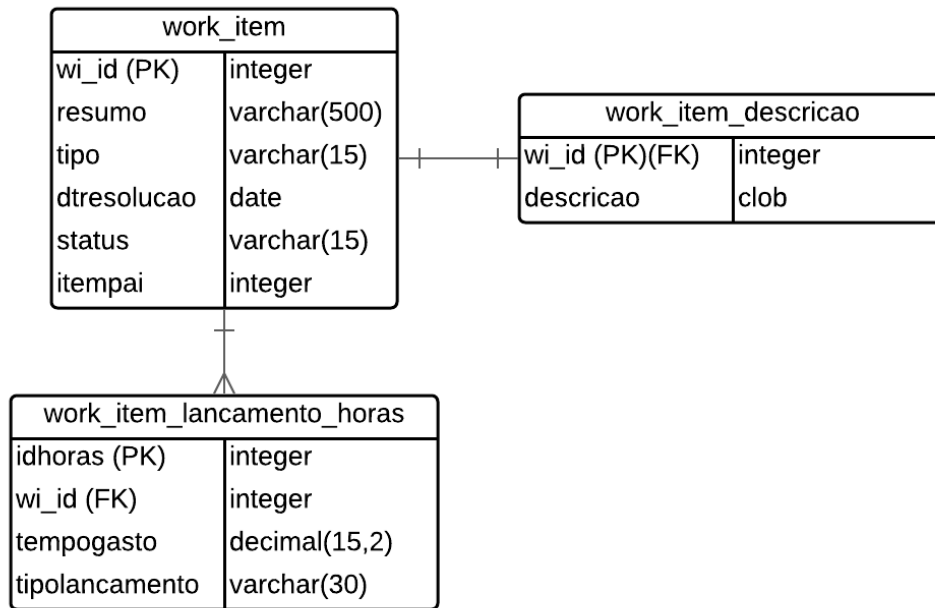 work_item
wi_id (PK) integer
resumo varchar(500)
tipo varchar(15)
dtresolucao date
status varchar(15)
itempai integer
work_item_descricao
wi_id (PK)(FK) integer
descricao clob
work_item_lancamento_horas
idhoras (PK) integer
wi_id (FK) integer
tempogasto decimal(15,2)
tipolancamento varchar(30)